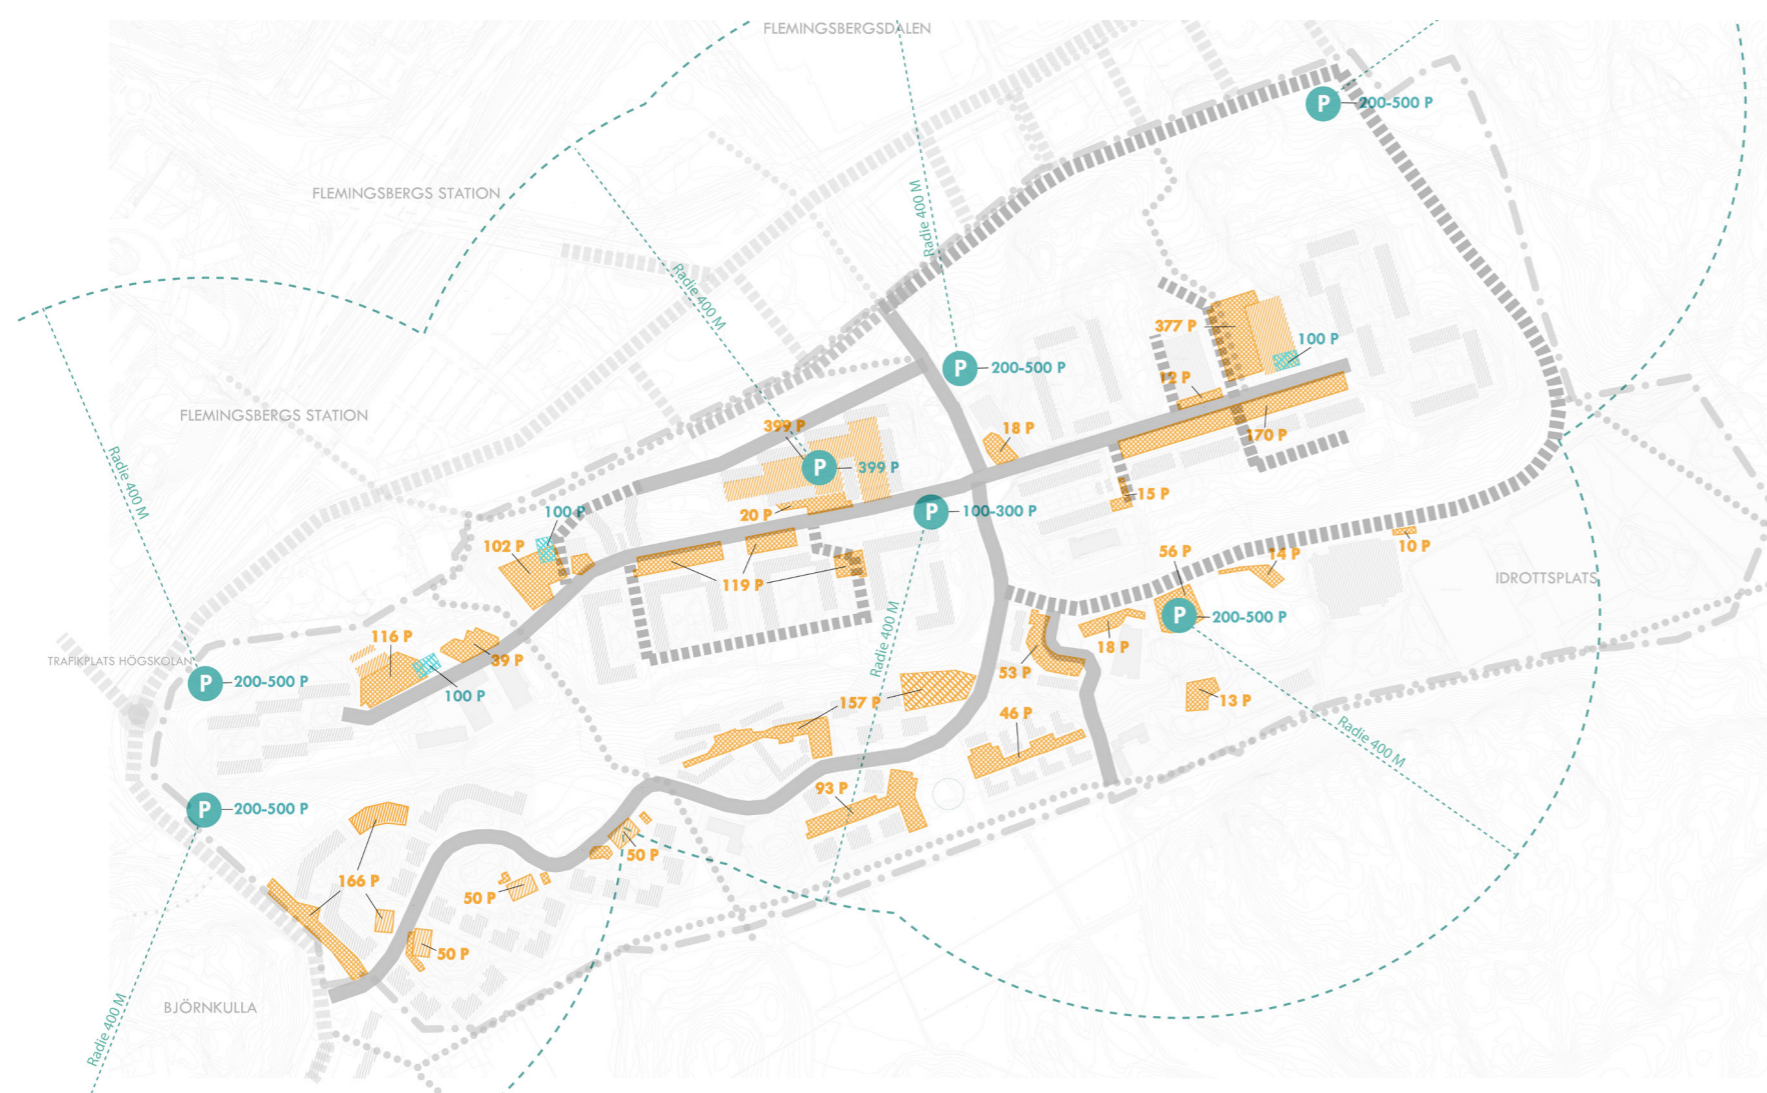 FLEMINGSBERGSDALEN
P
200-500 P
FLEMINGSBERGS STATION
Radie 400 M
Radie 400 M
377 P
100 P
P
200-500 P
12 P
FLEMINGSBERGS STATION
399 P
18 P
170 P
P
399 P
Radie 400 M
15 P
20 P
100 P
P
100-300 P
102 P
56 P
14 P
10 P
119 P
IDROTTSPLATS
P
200-500 P
116 P
18 P
Radie 400 M
TRAFIKPLATS HÖGSKOLAN
39 P
53 P
P
200-500 P
100 P
157 P
13 P
46 P
Radie 400 M
93 P
P
200-500 P
50 P
166 P
50 P
50 P
BJÖRNKULLA
Radie 400 M